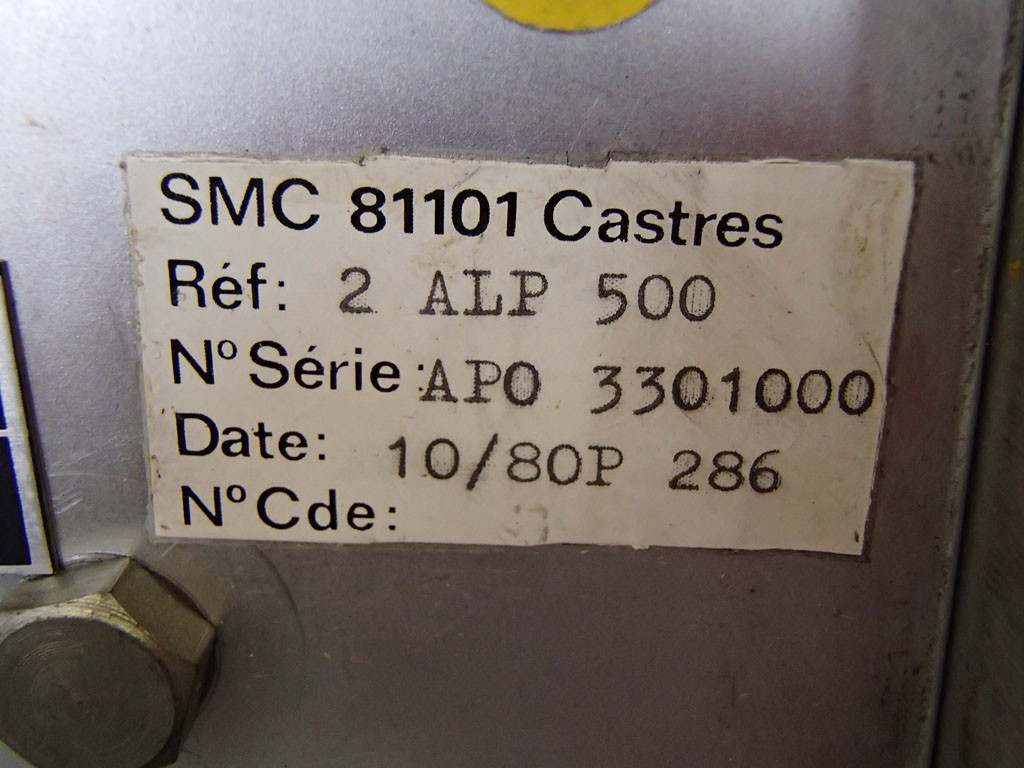 SMC 81101 Castres
Réf: 2 ALP 500
N° Série: APO 3301000
Date: 10/80P 286
N° Cde: